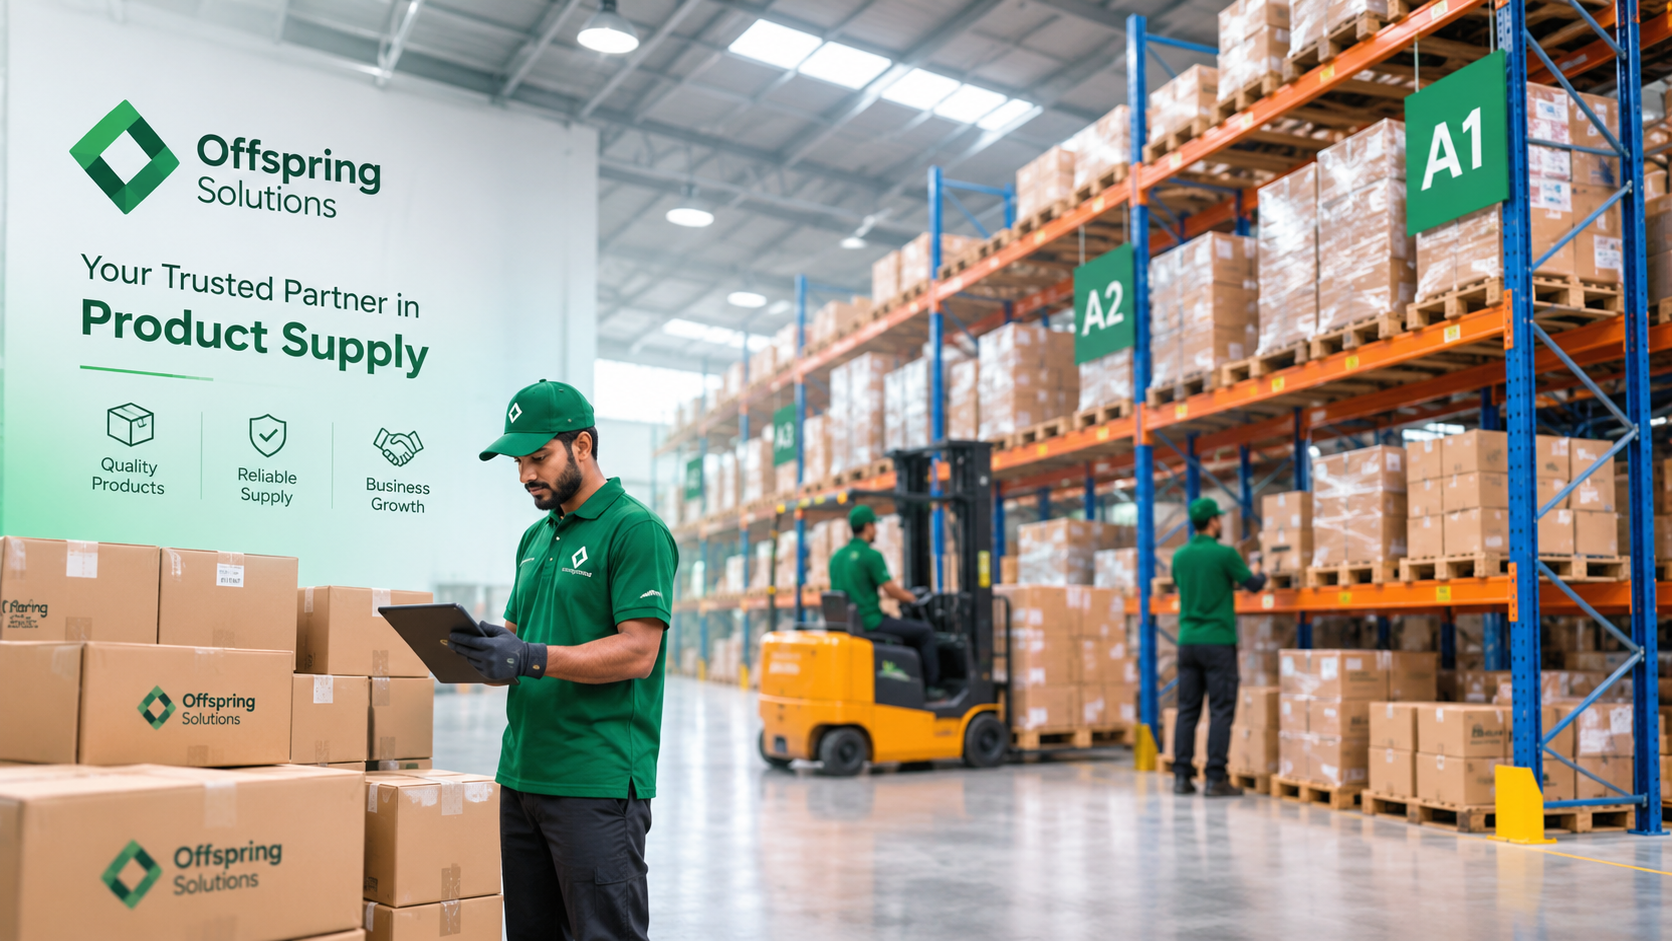 Offspring
Solutions
Your Trusted Partner in
Product Supply
Quality
Products
Reliable
Supply
Business
Growth
A1
A2
A3
Offspring
Solutions
Offspring
Solutions